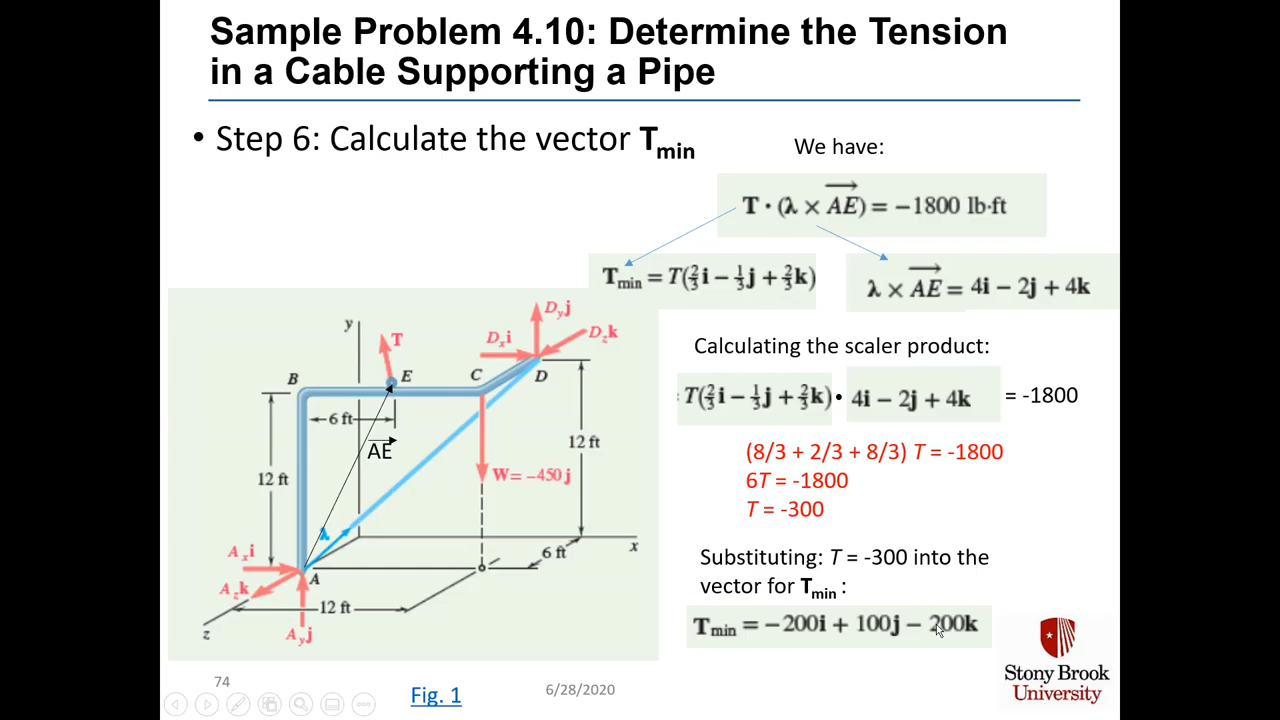 Sample Problem 4.10: Determine the Tension
in a Cable Supporting a Pipe
• Step 6: Calculate the vector Tmin
We have:
T · (λ × AE) = −1800 lb·ft
Tmin = T(⅔i − ⅓j + ⅔k)
λ × AE = 4i − 2j + 4k
Calculating the scaler product:
T(⅔i − ⅓j + ⅔k) • 4i − 2j + 4k = -1800
(8/3 + 2/3 + 8/3) T = -1800
6T = -1800
T = -300
Substituting: T = -300 into the
vector for Tmin :
Tmin = −200i + 100j − 200k
y
T
Dyj
Dxi
Dzk
B
E
C
D
6 ft
AE
12 ft
12 ft
W = −450 j
λ
Axi
6 ft
x
A
Azk
12 ft
z
Ayj
Stony Brook
University
74
Fig. 1
6/28/2020